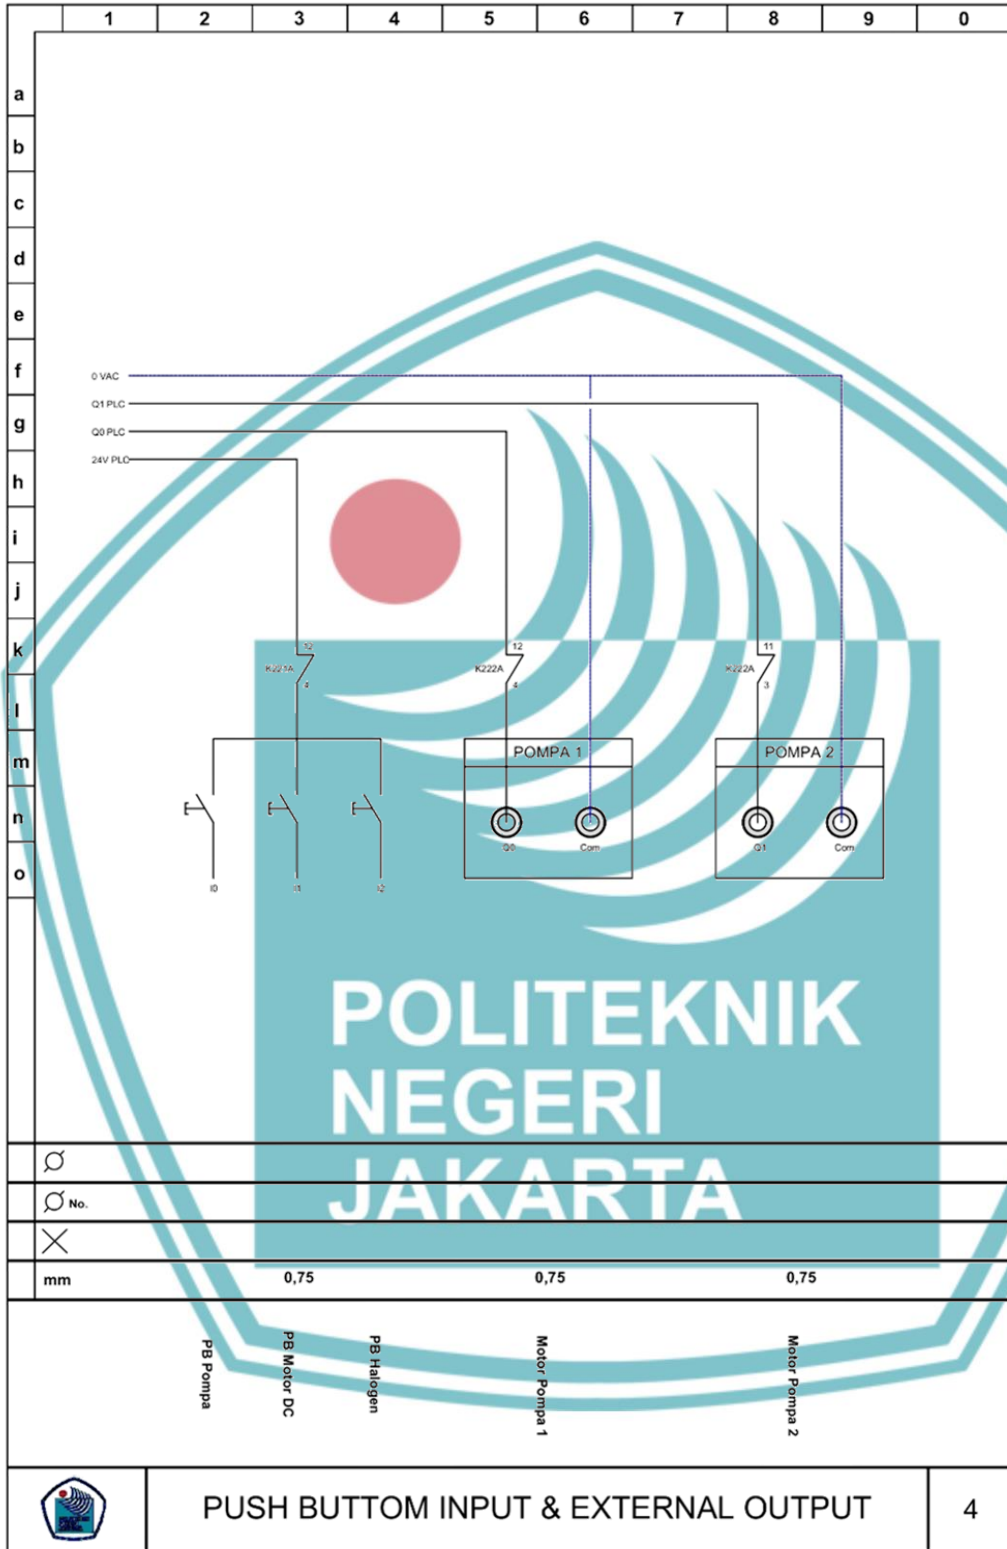 1 2 3 4 5 6 7 8 9 0
a
b
c
d
e
f
g
h
i
j
k
l
m
n
o
0 VAC
Q1 PLC
Q0 PLC
24V PLC
12
K221A
4
12
K222A
4
11
K222A
3
POMPA 1
POMPA 2
Q0
Com
Q1
Com
I0
I1
I2
POLITEKNIK
NEGERI
JAKARTA
No.
mm 0,75 0,75 0,75
PB Pompa
PB Motor DC
PB Halogen
Motor Pompa 1
Motor Pompa 2
PUSH BUTTOM INPUT & EXTERNAL OUTPUT
4